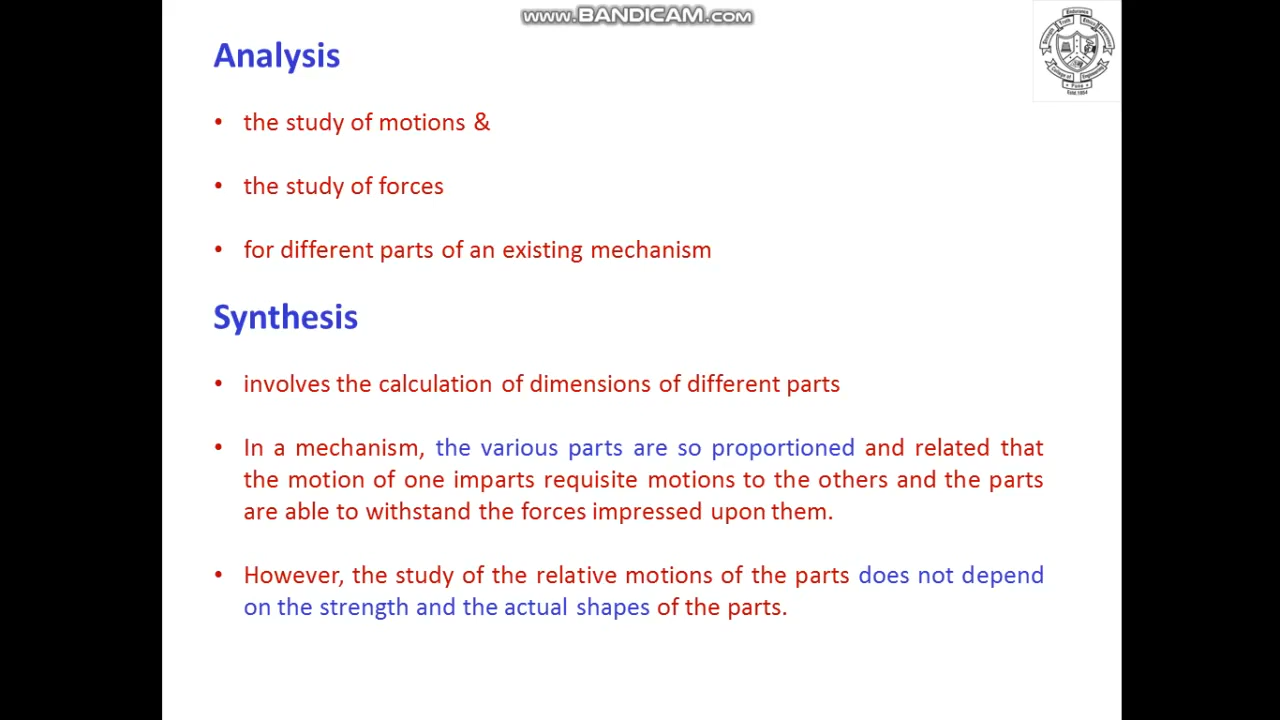 www.BANDICAM.com
Analysis
• the study of motions &
• the study of forces
• for different parts of an existing mechanism
Synthesis
• involves the calculation of dimensions of different parts
• In a mechanism, the various parts are so proportioned and related that
the motion of one imparts requisite motions to the others and the parts
are able to withstand the forces impressed upon them.
• However, the study of the relative motions of the parts does not depend
on the strength and the actual shapes of the parts.